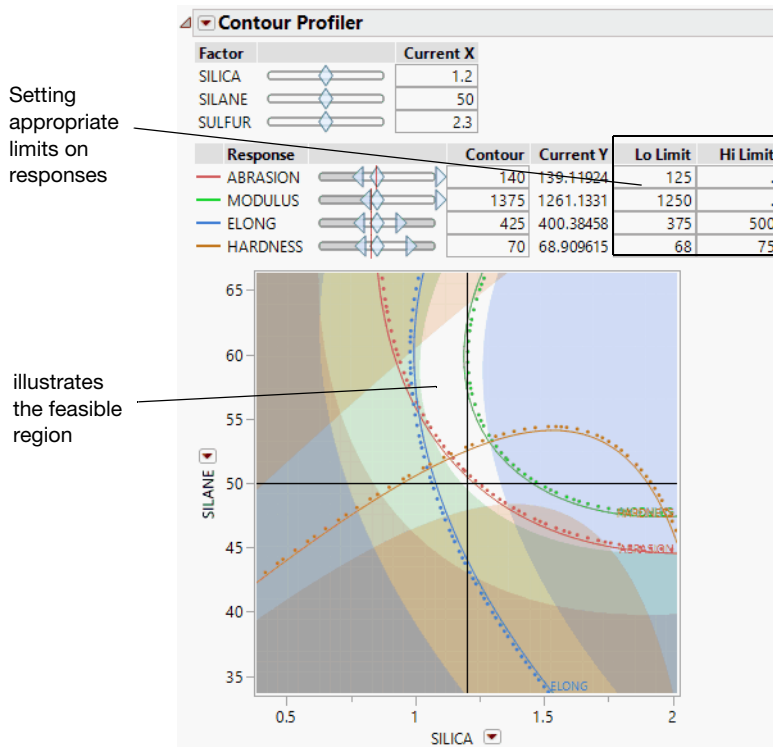 Contour Profiler
Factor Current X
SILICA 1.2
SILANE 50
SULFUR 2.3
Setting
appropriate
limits on
responses
Response Contour Current Y Lo Limit Hi Limit
ABRASION 140 139.11924 125 .
MODULUS 1375 1261.1331 1250 .
ELONG 425 400.38458 375 500
HARDNESS 70 68.909615 68 75
65
60
55
50
45
40
35
SILANE
illustrates
the feasible
region
MODULUS
ABRASION
ELONG
0.5 1 1.5 2
SILICA